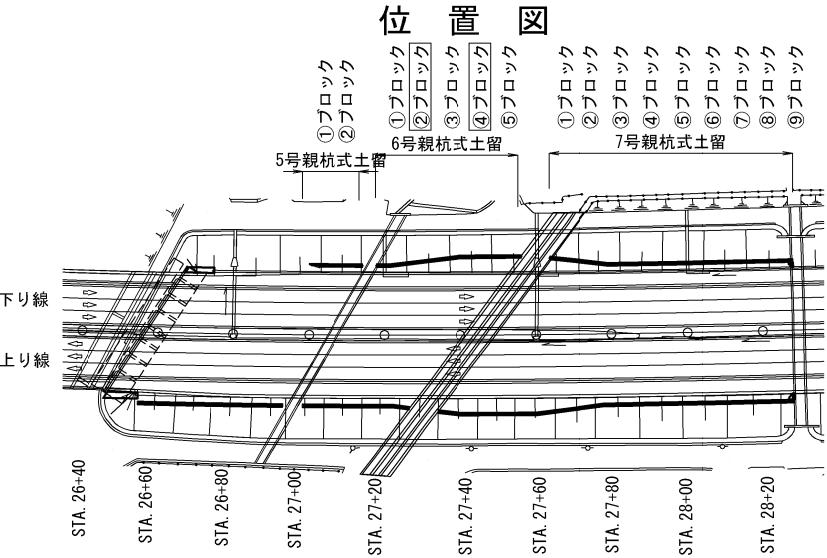 位置図
①ブロック
②ブロック
①ブロック
②ブロック
③ブロック
④ブロック
⑤ブロック
①ブロック
②ブロック
③ブロック
④ブロック
⑤ブロック
⑥ブロック
⑦ブロック
⑧ブロック
⑨ブロック
5号親杭式土留
6号親杭式土留
7号親杭式土留
下り線
上り線
STA. 26+40
STA. 26+60
STA. 26+80
STA. 27+00
STA. 27+20
STA. 27+40
STA. 27+60
STA. 27+80
STA. 28+00
STA. 28+20